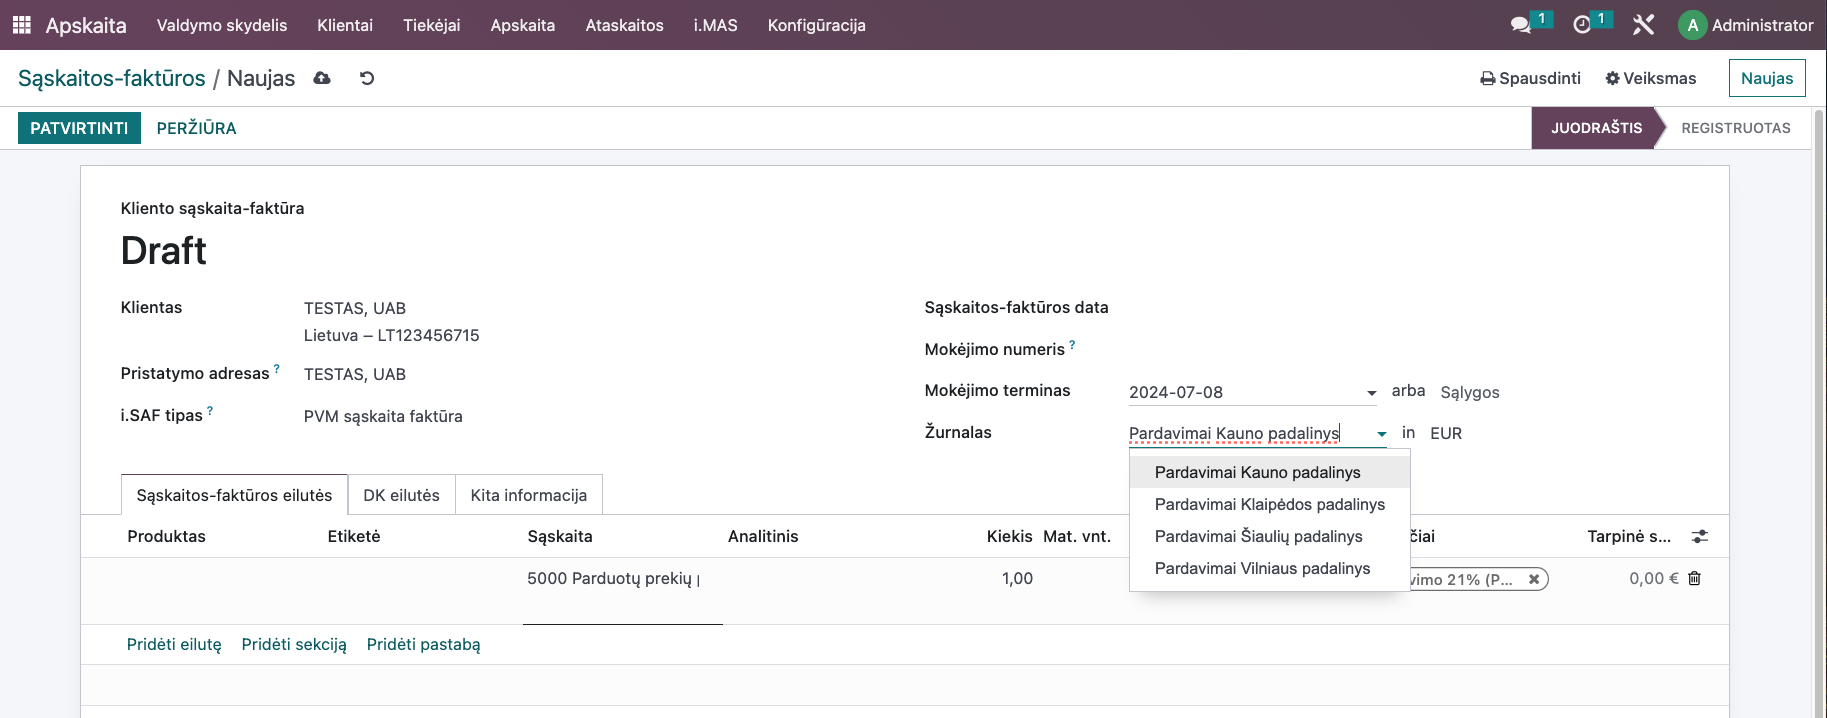 Apskaita Valdymo skydelis Klientai Tiekėjai Apskaita Ataskaitos i.MAS Konfigūracija 1 1 A Administrator
Sąskaitos-faktūros / Naujas Spausdinti Veiksmas Naujas
PATVIRTINTI PERŽIŪRA JUODRAŠTIS REGISTRUOTAS
Kliento sąskaita-faktūra
Draft
Klientas TESTAS, UAB Sąskaitos-faktūros data
Lietuva – LT123456715
Mokėjimo numeris ?
Pristatymo adresas ? TESTAS, UAB
Mokėjimo terminas 2024-07-08 arba Sąlygos
i.SAF tipas ? PVM sąskaita faktūra
Žurnalas Pardavimai Kauno padalinys in EUR
Pardavimai Kauno padalinys
Pardavimai Klaipėdos padalinys
Pardavimai Šiaulių padalinys
Pardavimai Vilniaus padalinys
Sąskaitos-faktūros eilutės DK eilutės Kita informacija
Produktas Etiketė Sąskaita Analitinis Kiekis Mat. vnt. čiai Tarpinė s...
5000 Parduotų prekių 1,00 vimo 21% (P... 0,00 €
Pridėti eilutę Pridėti sekciją Pridėti pastabą